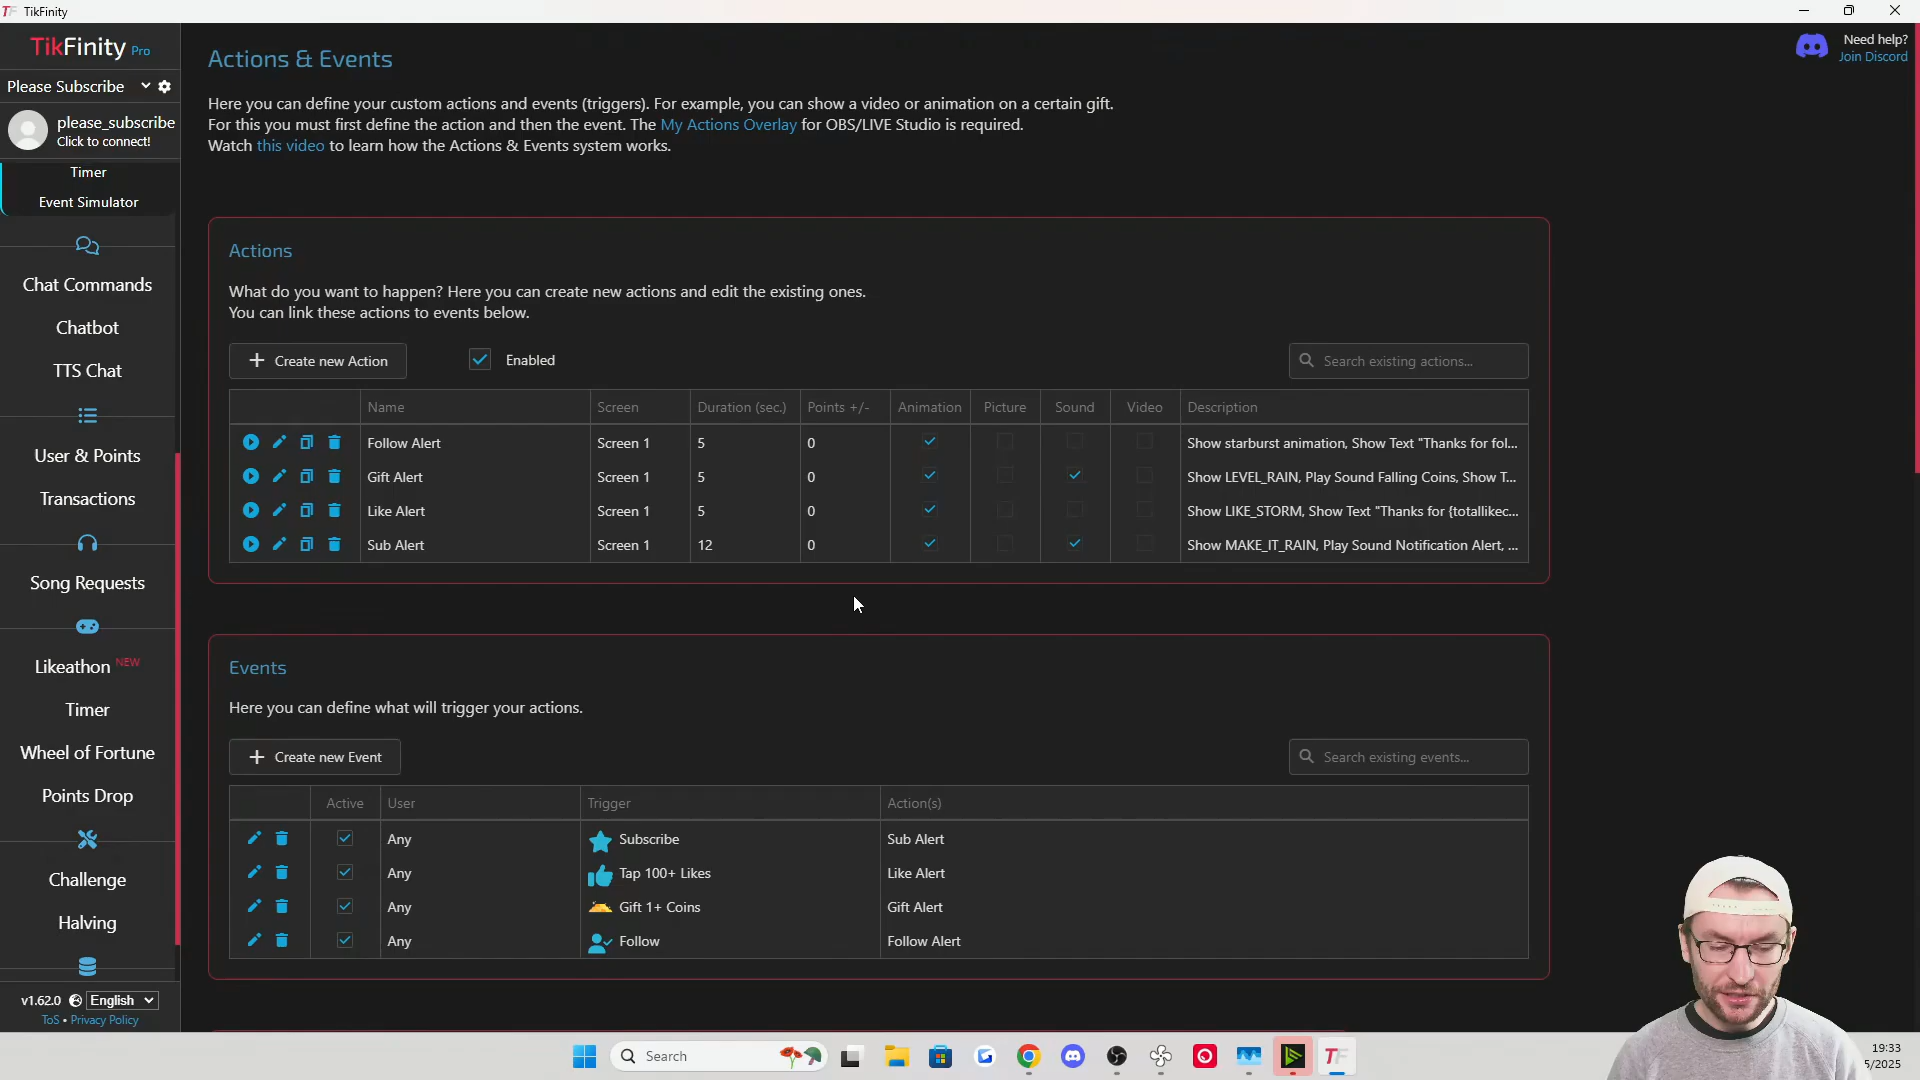 TikFinity
TikFinity Pro
Please Subscribe
please_subscribe
Click to connect!
Timer
Event Simulator
Chat Commands
Chatbot
TTS Chat
User & Points
Transactions
Song Requests
Likeathon NEW
Timer
Wheel of Fortune
Points Drop
Challenge
Halving
v1.62.0 English
ToS • Privacy Policy
Need help?
Join Discord
Actions & Events
Here you can define your custom actions and events (triggers). For example, you can show a video or animation on a certain gift.
For this you must first define the action and then the event. The My Actions Overlay for OBS/LIVE Studio is required.
Watch this video to learn how the Actions & Events system works.
Actions
What do you want to happen? Here you can create new actions and edit the existing ones.
You can link these actions to events below.
+ Create new Action Enabled Search existing actions...
Name Screen Duration (sec.) Points +/- Animation Picture Sound Video Description
Follow Alert Screen 1 5 0 Show starburst animation, Show Text "Thanks for fol...
Gift Alert Screen 1 5 0 Show LEVEL_RAIN, Play Sound Falling Coins, Show T...
Like Alert Screen 1 5 0 Show LIKE_STORM, Show Text "Thanks for {totallikec...
Sub Alert Screen 1 12 0 Show MAKE_IT_RAIN, Play Sound Notification Alert, ...
Events
Here you can define what will trigger your actions.
+ Create new Event Search existing events...
Active User Trigger Action(s)
Any Subscribe Sub Alert
Any Tap 100+ Likes Like Alert
Any Gift 1+ Coins Gift Alert
Any Follow Follow Alert
Search
TF
19:33
5/2025